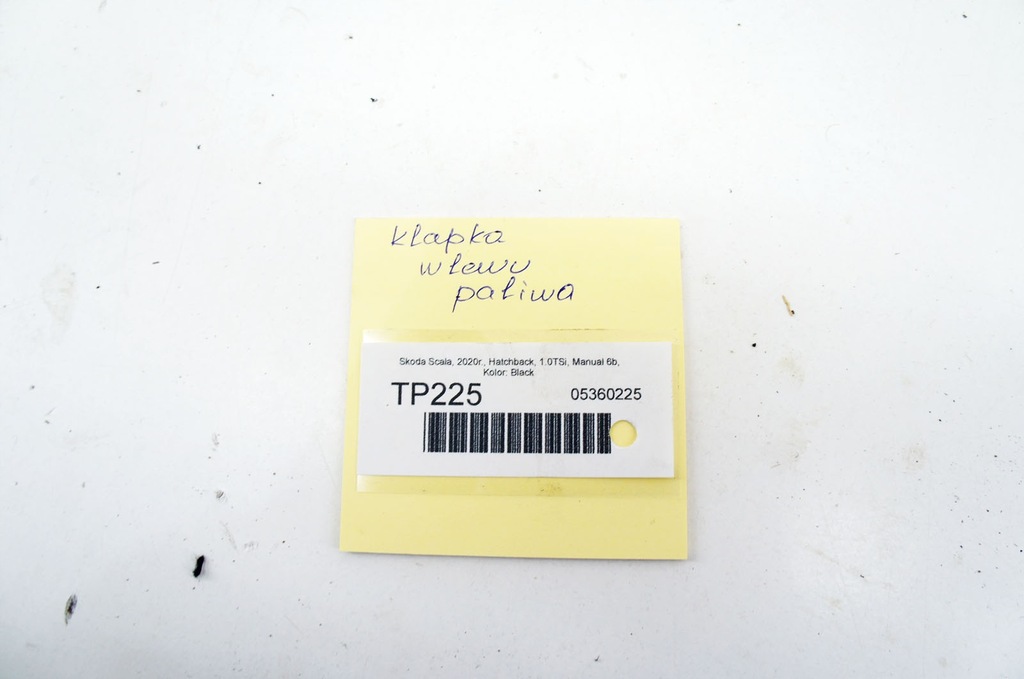 klapka
wlewu
paliwa
Skoda Scala, 2020r., Hatchback, 1.0TSi, Manual 6b,
Kolor: Black
TP225 05360225